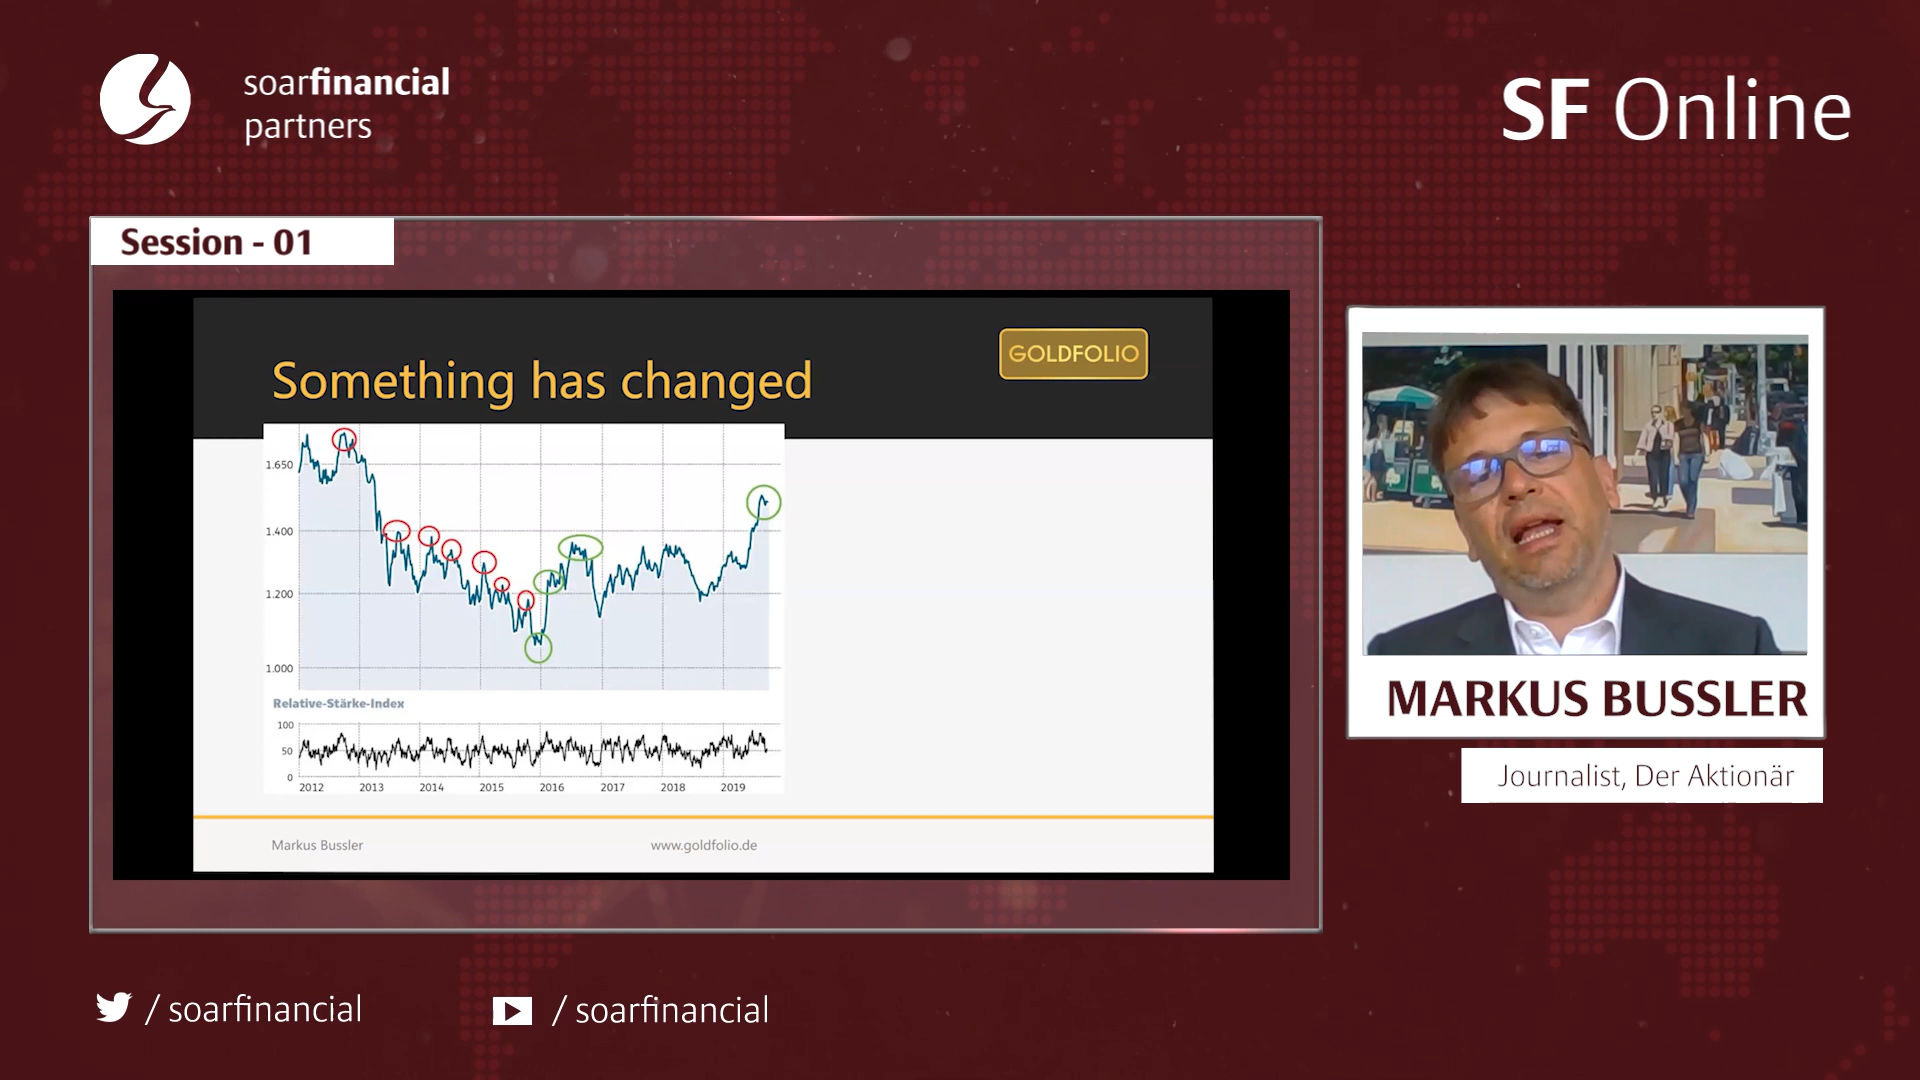 soarfinancial
partners
SF Online
Session - 01
Something has changed
GOLDFOLIO
1.650
1.400
1.200
1.000
Relative-Stärke-Index
100
50
0
2012 2013 2014 2015 2016 2017 2018 2019
Markus Bussler
www.goldfolio.de
MARKUS BUSSLER
Journalist, Der Aktionär
/ soarfinancial
/ soarfinancial